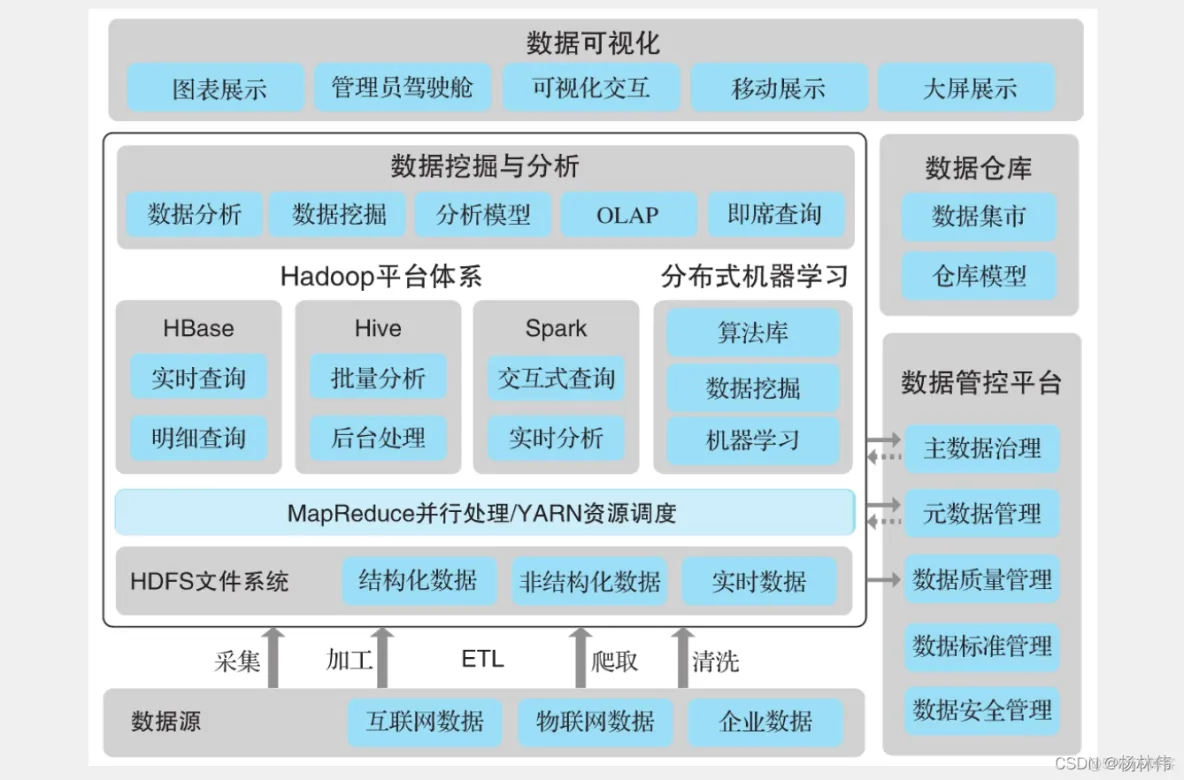 数据可视化
图表展示 管理员驾驶舱 可视化交互 移动展示 大屏展示
数据挖掘与分析
数据分析 数据挖掘 分析模型 OLAP 即席查询
Hadoop平台体系
HBase
实时查询
明细查询
Hive
批量分析
后台处理
Spark
交互式查询
实时分析
分布式机器学习
算法库
数据挖掘
机器学习
MapReduce并行处理/YARN资源调度
HDFS文件系统 结构化数据 非结构化数据 实时数据
采集 加工 ETL 爬取 清洗
数据源 互联网数据 物联网数据 企业数据
数据仓库
数据集市
仓库模型
数据管控平台
主数据治理
元数据管理
数据质量管理
数据标准管理
数据安全管理
CSDN @杨林伟